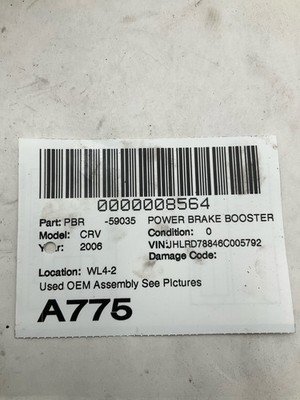 0000008564
Part: PBR -59035 POWER BRAKE BOOSTER
Model: CRV Condition: 0
Year: 2006 VIN:JHLRD78846C005792
Damage Code:
Location: WL4-2
Used OEM Assembly See Pictures
A775